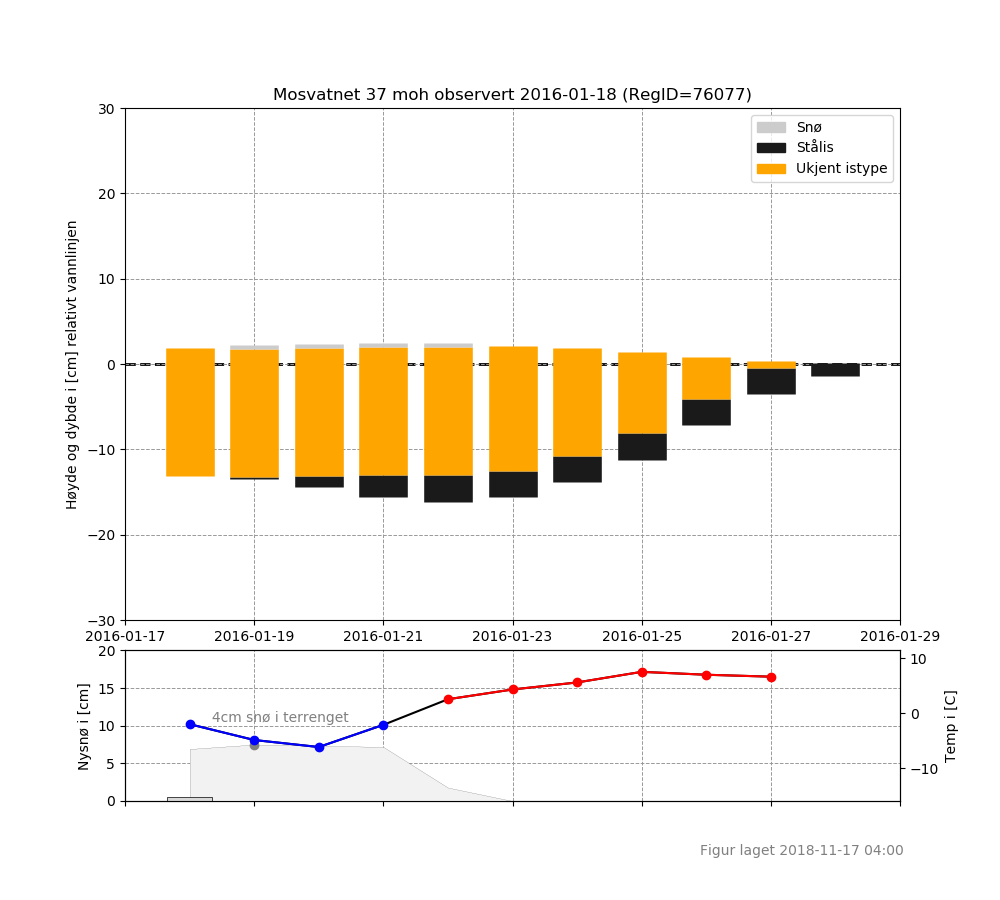 Mosvatnet 37 moh observert 2016-01-18 (RegID=76077)
Snø
Stålis
Ukjent istype
Høyde og dybde i [cm] relativt vannlinjen
30
20
10
0
−10
−20
−30
2016-01-17 2016-01-19 2016-01-21 2016-01-23 2016-01-25 2016-01-27 2016-01-29
Nysnø i [cm]
20
15
10
5
0
4cm snø i terrenget
10
0
−10
Temp i [C]
Figur laget 2018-11-17 04:00